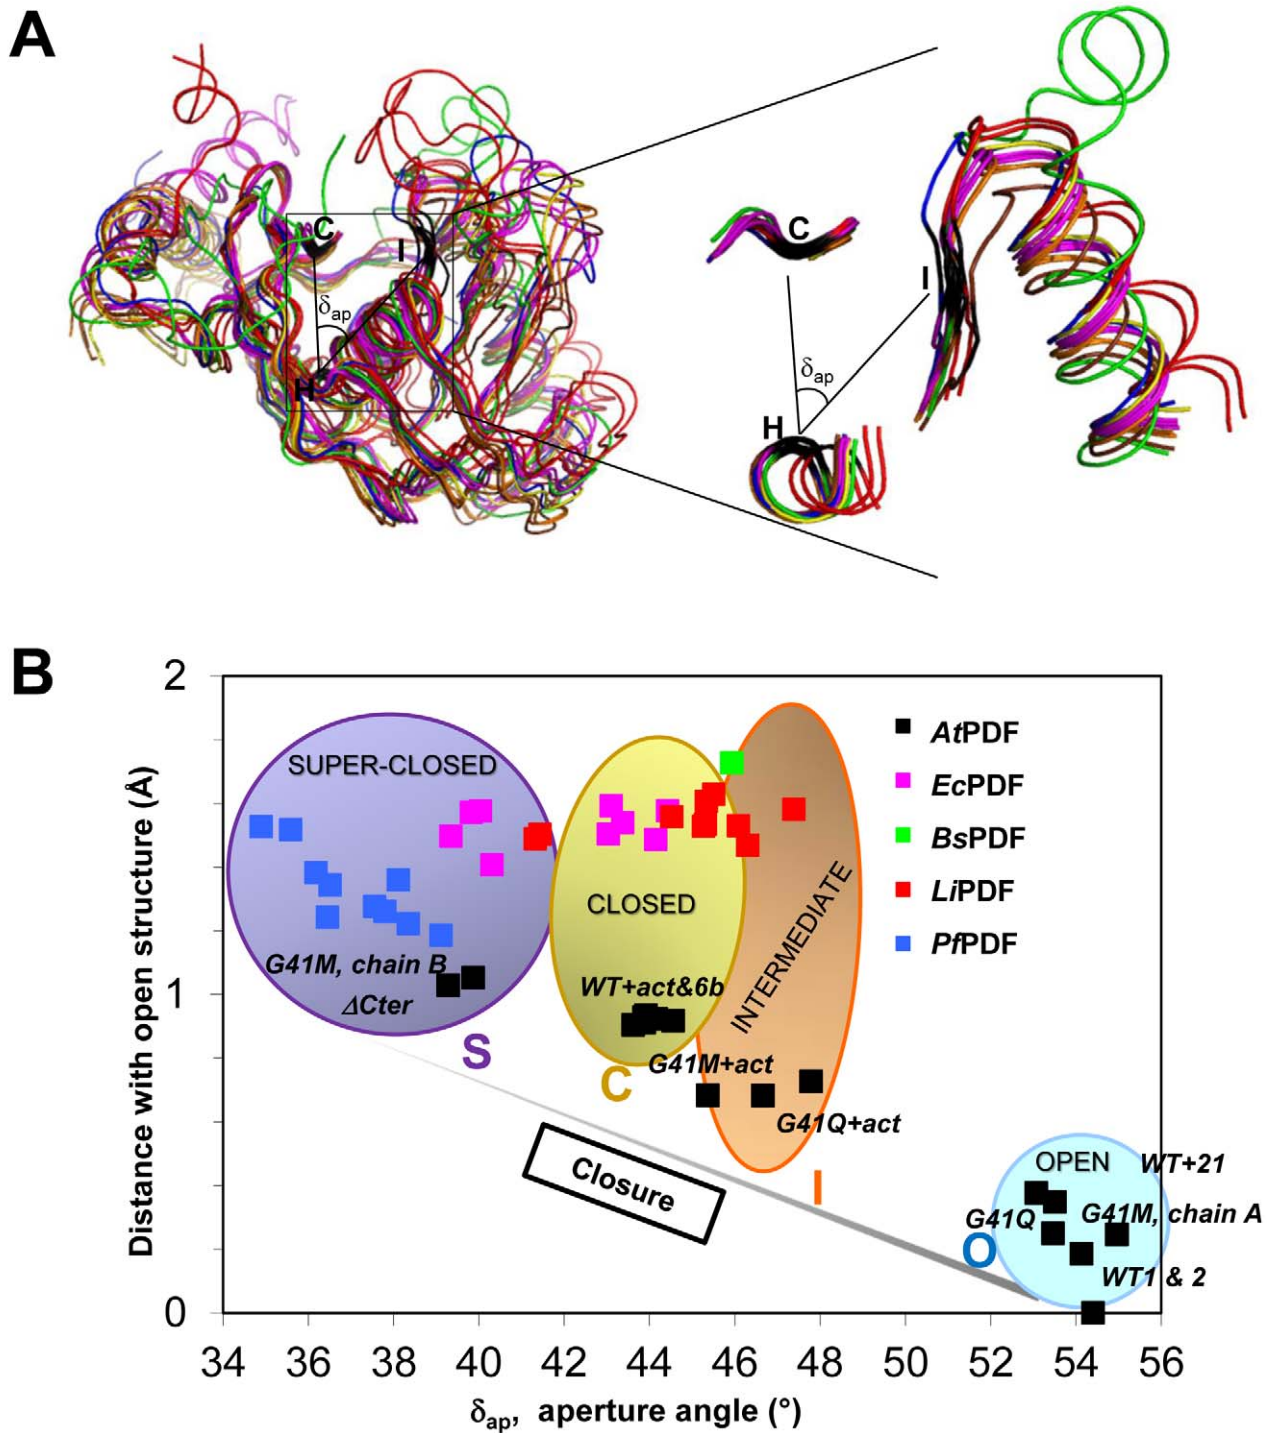 A
C
I
δap
H
C
I
δap
H
B
Distance with open structure (Å)
2
1
0
SUPER-CLOSED
G41M, chain B
ΔCter
S
CLOSED
WT+act&6b
C
INTERMEDIATE
G41M+act
G41Q+act
I
Closure
OPEN
WT+21
G41Q
G41M, chain A
O
WT1 & 2
AtPDF
EcPDF
BsPDF
LiPDF
PfPDF
34 36 38 40 42 44 46 48 50 52 54 56
δap, aperture angle (°)